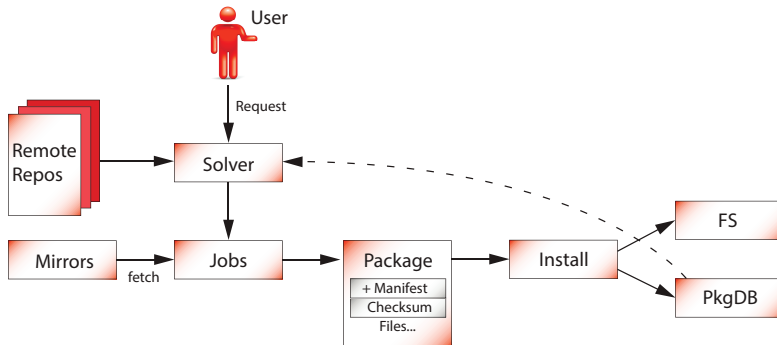 User
Request
Remote
Repos
Solver
Mirrors
fetch
Jobs
Package
+ Manifest
Checksum
Files...
Install
FS
PkgDB